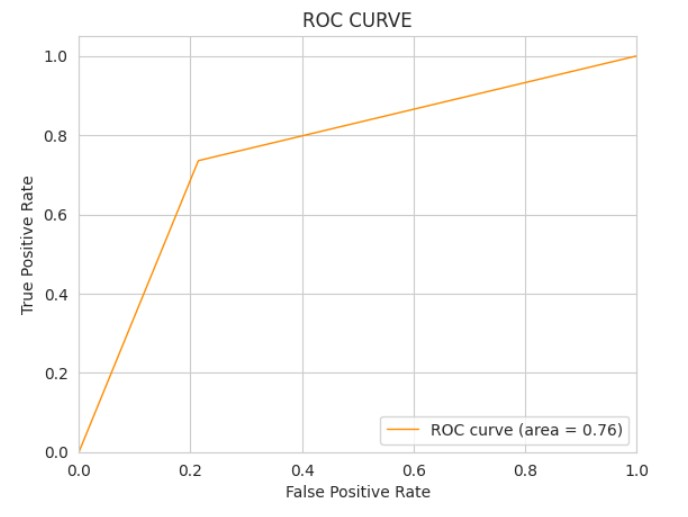 ROC CURVE
1.0
0.8
0.6
0.4
0.2
0.0
True Positive Rate
ROC curve (area = 0.76)
0.0 0.2 0.4 0.6 0.8 1.0
False Positive Rate